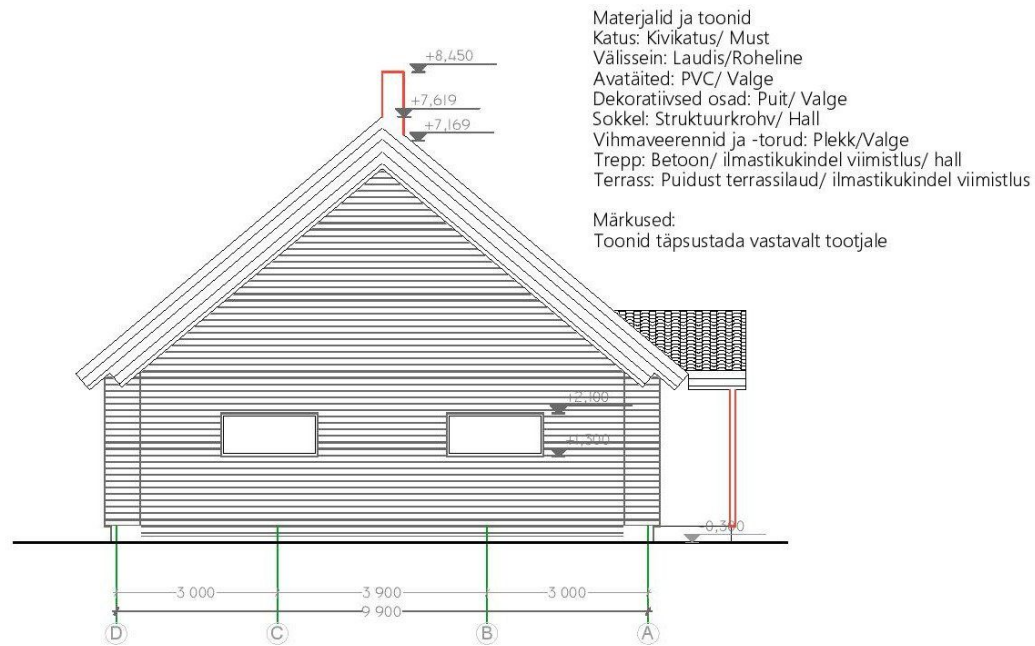 Materjalid ja toonid
Katus: Kivikatus/ Must
Välissein: Laudis/Roheline
Avatäited: PVC/ Valge
Dekoratiivsed osad: Puit/ Valge
Sokkel: Struktuurkrohv/ Hall
Vihmaveerennid ja -torud: Plekk/Valge
Trepp: Betoon/ ilmastikukindel viimistlus/ hall
Terrass: Puidust terrassilaud/ ilmastikukindel viimistlus
Märkused:
Toonid täpsustada vastavalt tootjale
+8,450
+7,619
+7,169
+2,100
+1,300
-0,300
3 000 3 900 3 000
9 900
D C B A